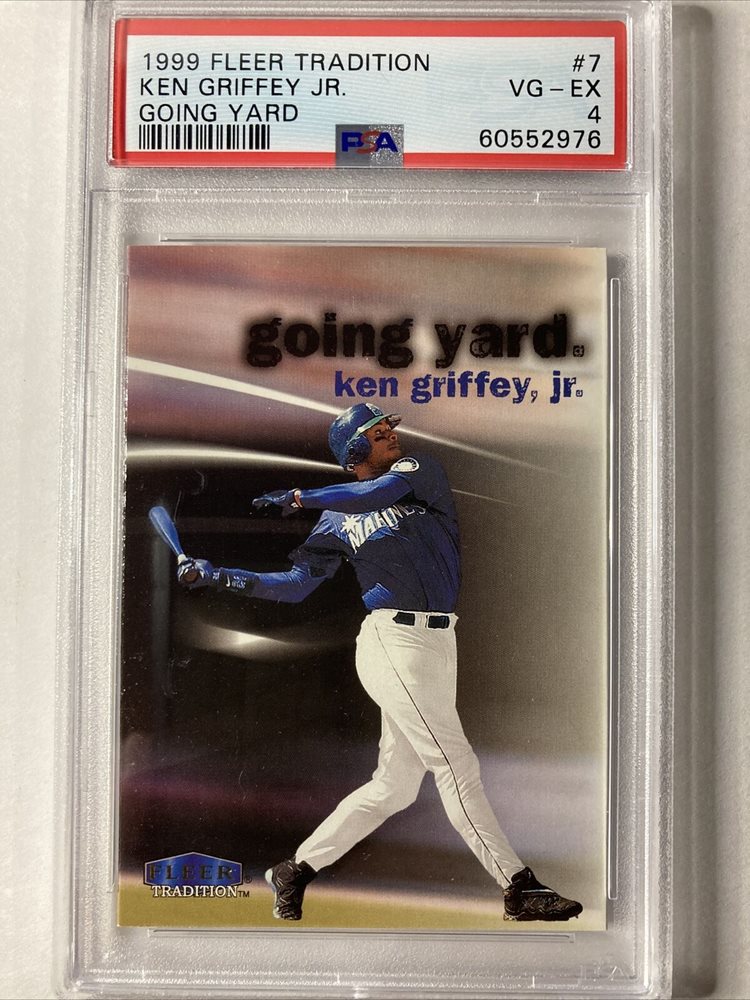 1999 FLEER TRADITION #7
KEN GRIFFEY JR. VG - EX
GOING YARD 4
PSA 60552976
going yard.
ken griffey, jr.
MARINERS
FLEER®
TRADITION™